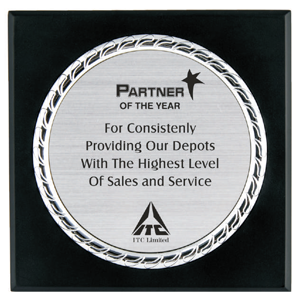 PARTNER
OF THE YEAR
For Consistenly
Providing Our Depots
With The Highest Level
Of Sales and Service
ITC
ITC Limited